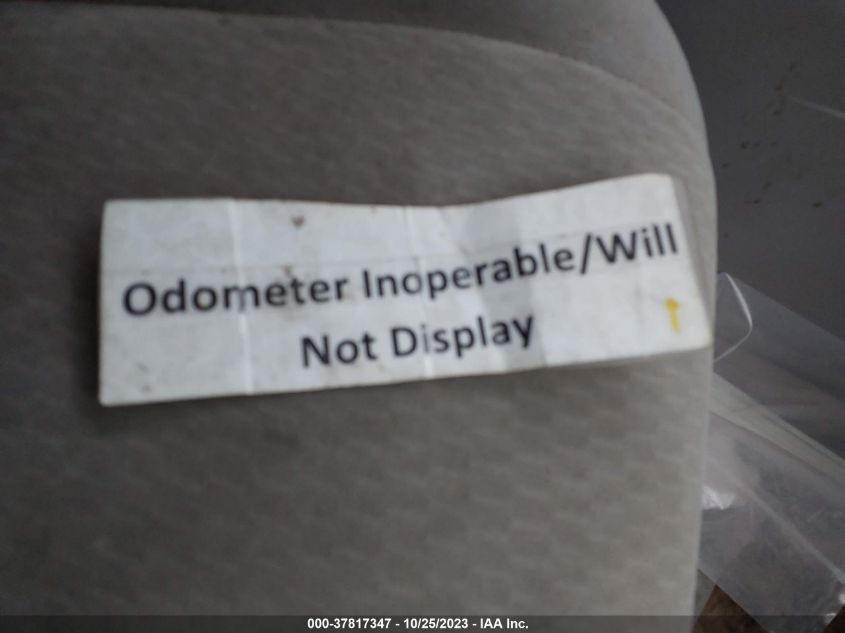 Odometer Inoperable/Will
Not Display
000-37817347 - 10/25/2023 - IAA Inc.